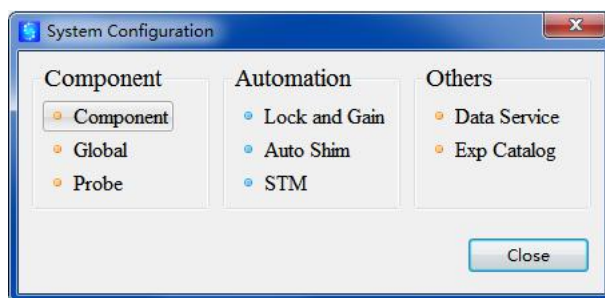 System Configuration
Component
Component
Global
Probe
Automation
Lock and Gain
Auto Shim
STM
Others
Data Service
Exp Catalog
Close